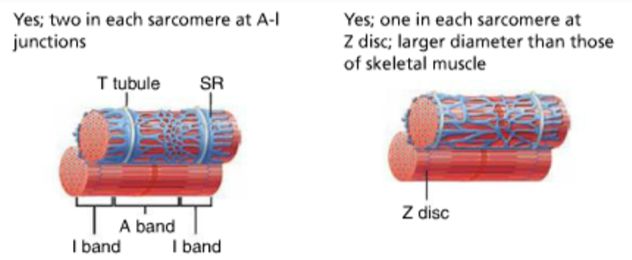 Yes; two in each sarcomere at A-I
junctions
T tubule
SR
A band
I band
I band
Yes; one in each sarcomere at
Z disc; larger diameter than those
of skeletal muscle
Z disc